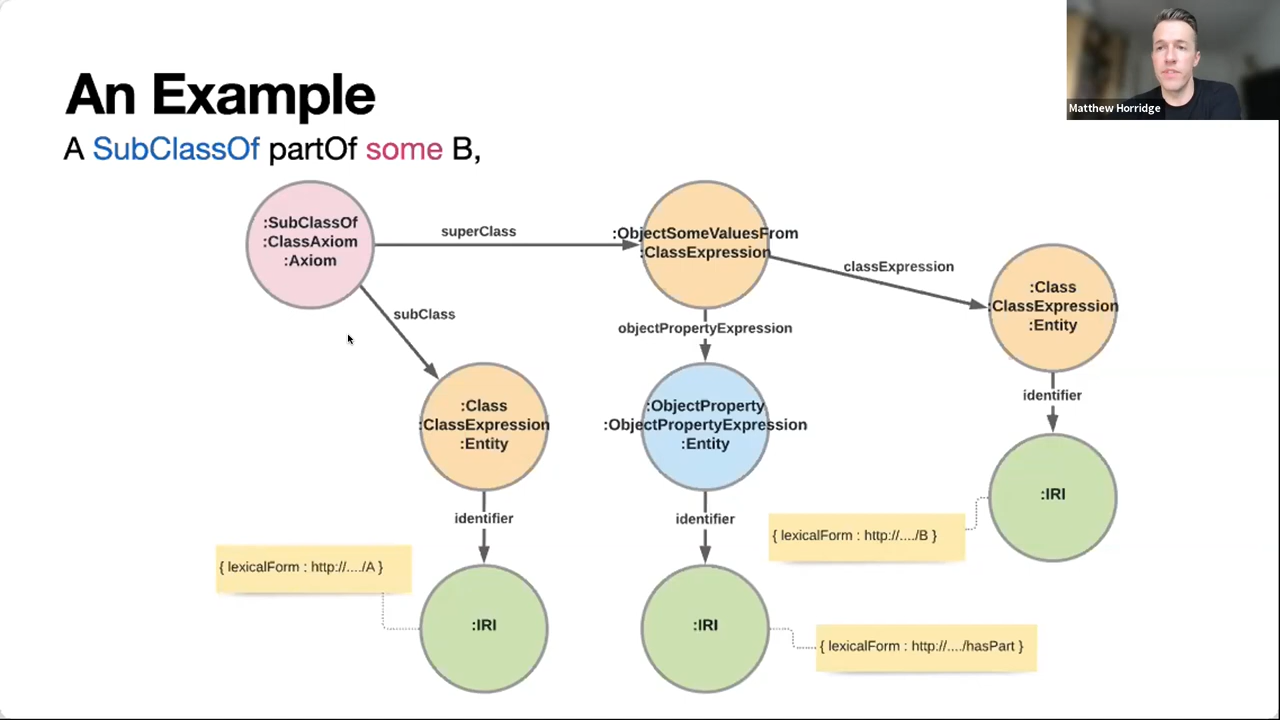 Matthew Horridge
An Example
A SubClassOf partOf some B,
:SubClassOf
:ClassAxiom
:Axiom
superClass
:ObjectSomeValuesFrom
:ClassExpression
classExpression
:Class
:ClassExpression
:Entity
subClass
objectPropertyExpression
identifier
:Class
:ClassExpression
:Entity
:ObjectProperty
:ObjectPropertyExpression
:Entity
:IRI
identifier
identifier
{ lexicalForm : http://..../B }
{ lexicalForm : http://..../A }
:IRI
:IRI
{ lexicalForm : http://..../hasPart }